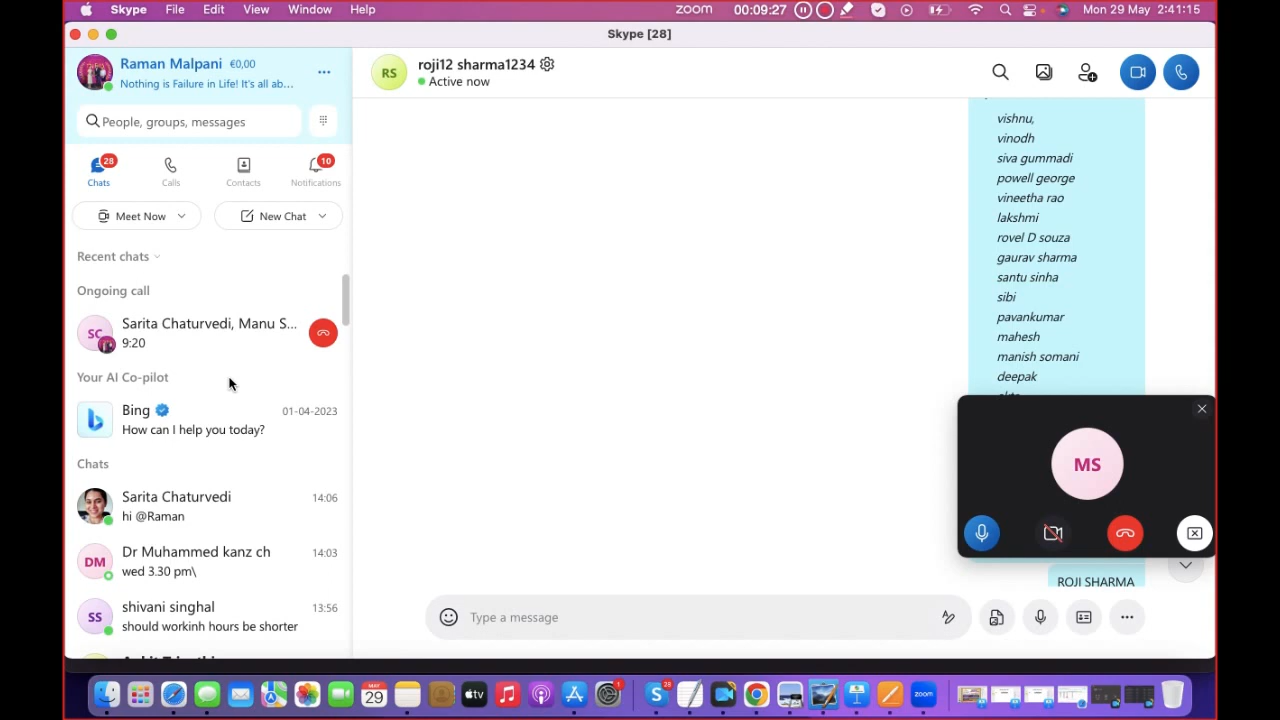 Skype File Edit View Window Help zoom 00:09:27 Mon 29 May 2:41:15
Skype [28]
Raman Malpani €0,00
Nothing is Failure in Life! It's all ab...
RS
roji12 sharma1234
Active now
People, groups, messages
28
10
Chats Calls Contacts Notifications
Meet Now
New Chat
Recent chats
Ongoing call
SC
Sarita Chaturvedi, Manu S...
9:20
Your AI Co-pilot
Bing 01-04-2023
How can I help you today?
Chats
Sarita Chaturvedi 14:06
hi @Raman
DM
Dr Muhammed kanz ch 14:03
wed 3.30 pm\
SS
shivani singhal 13:56
should workinh hours be shorter
vishnu,
vinodh
siva gummadi
powell george
vineetha rao
lakshmi
rovel D souza
gaurav sharma
santu sinha
sibi
pavankumar
mahesh
manish somani
deepak
MS
ROJI SHARMA
Type a message
MAY
29
tv
1
28
zoom